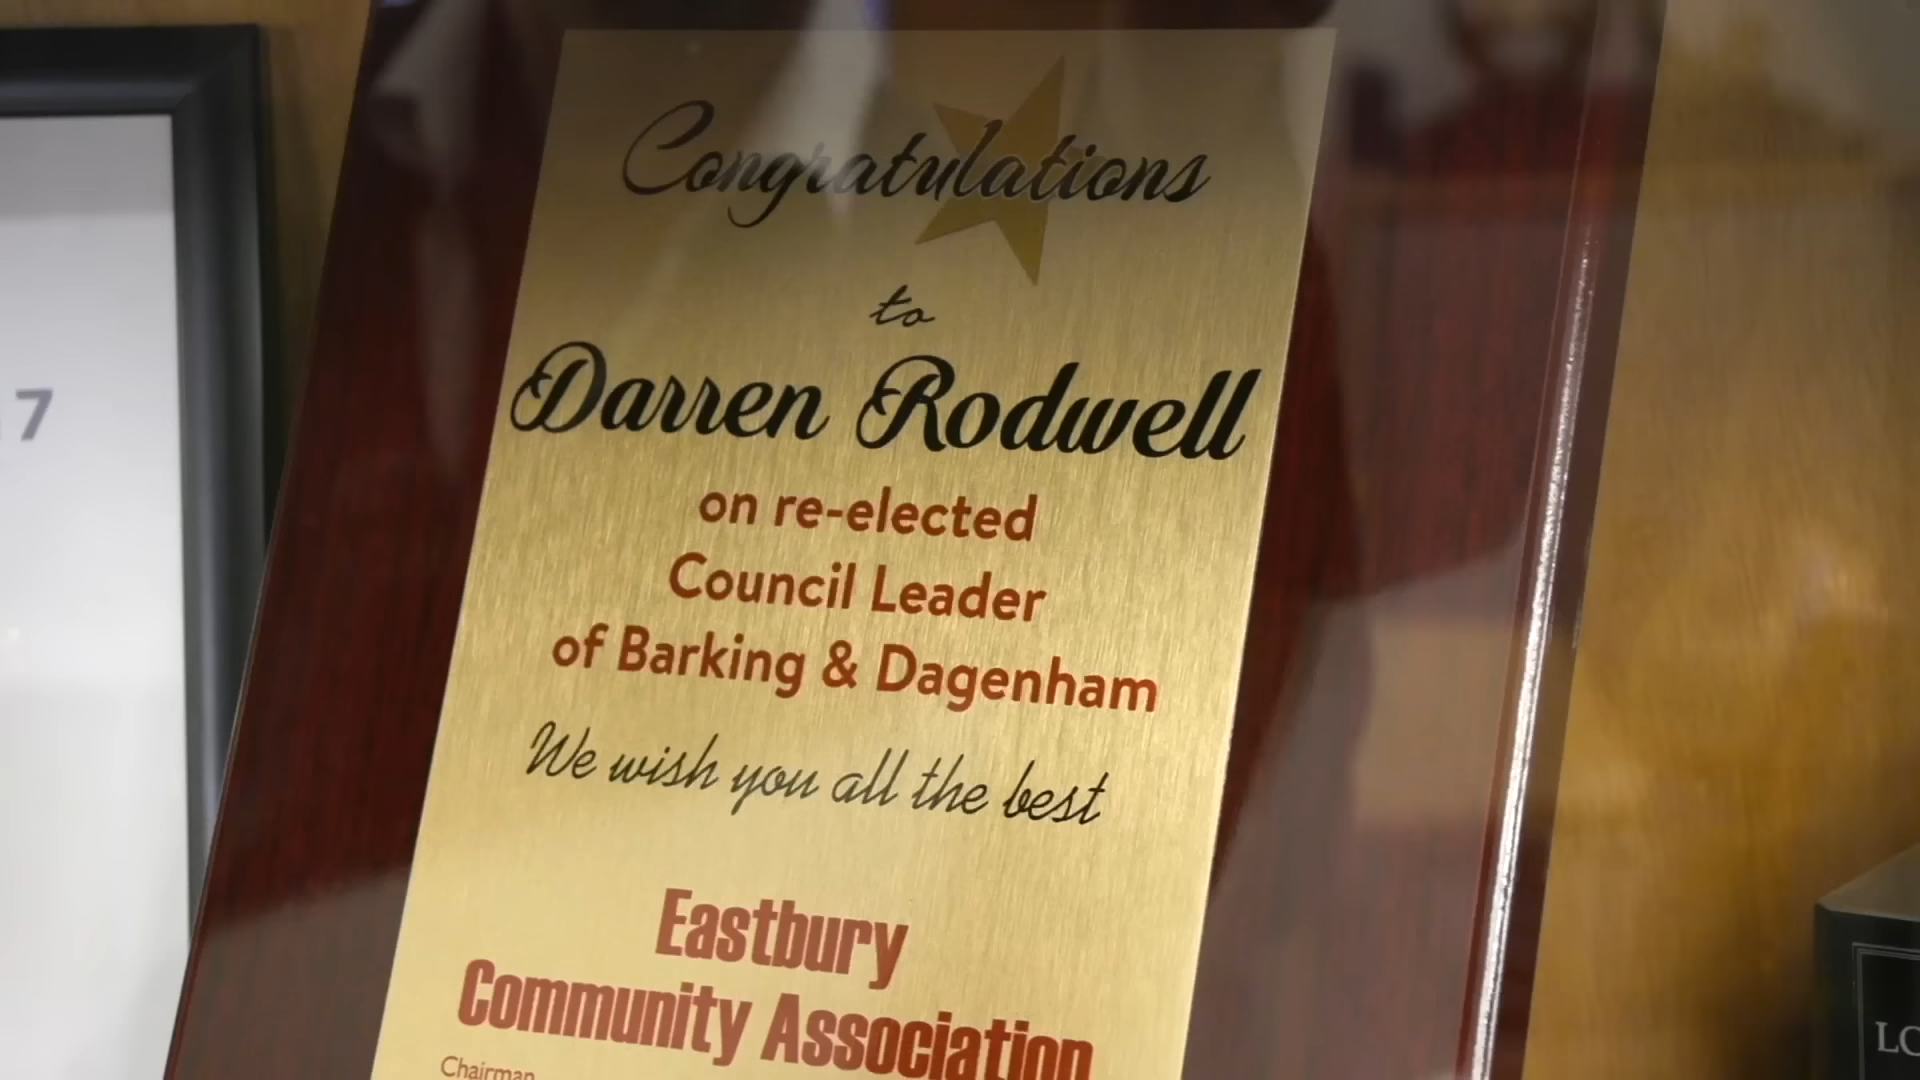 Congratulations
to
Darren Rodwell
on re-elected
Council Leader
of Barking & Dagenham
We wish you all the best
Eastbury
Community Association
Chairman
7